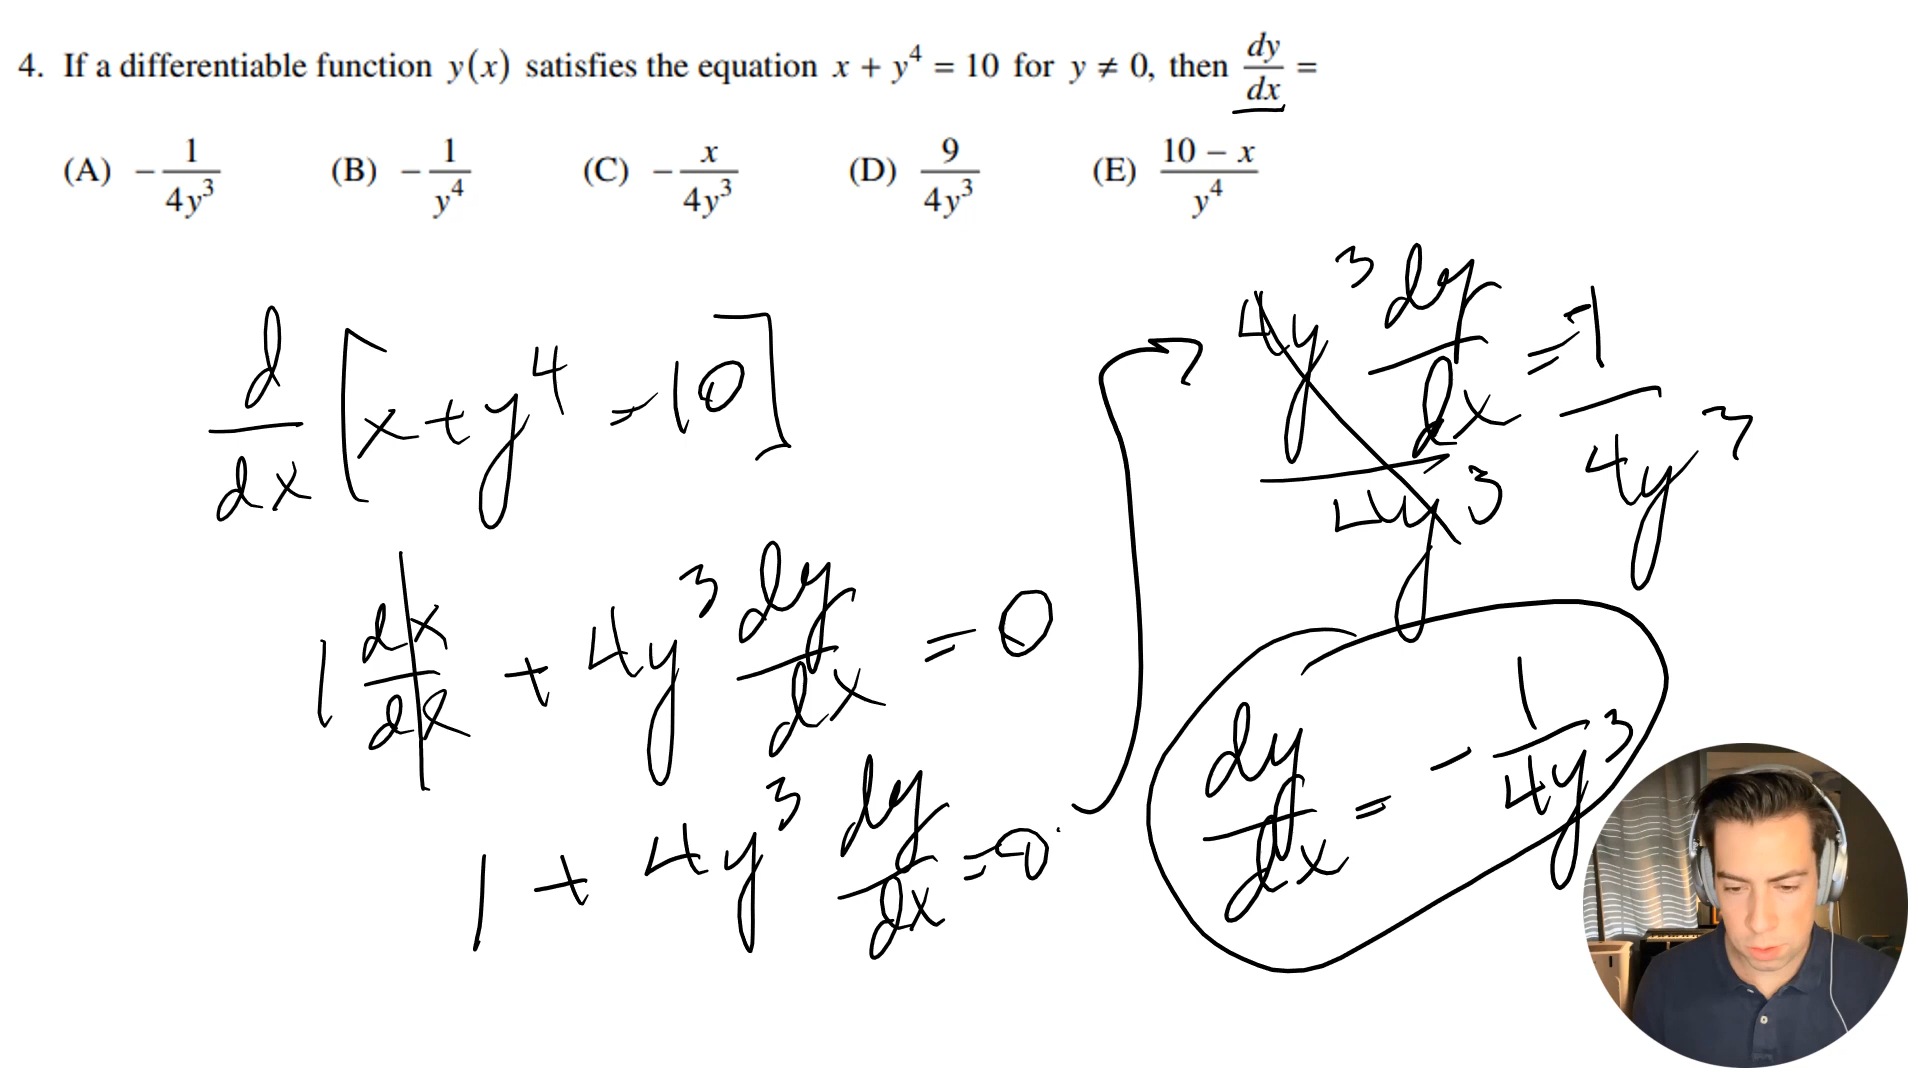 4. If a differentiable function y(x) satisfies the equation x + y⁴ = 10 for y ≠ 0, then dy/dx =
(A) −1/(4y³) (B) −1/y⁴ (C) −x/(4y³) (D) 9/(4y³) (E) (10 − x)/y⁴
d/dx [x + y⁴ = 10]
1 dx/dx + 4y³ dy/dx = 0
1 + 4y³ dy/dx = 0
4y³ dy/dx / 4y³ = -1 / 4y³
dy/dx = - 1/4y³